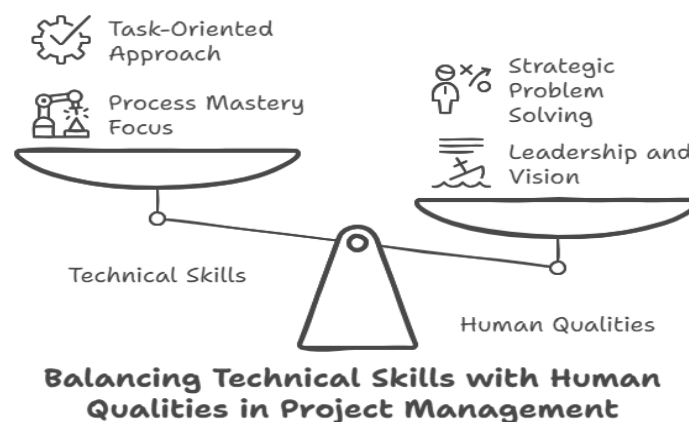 Task-Oriented
Approach
Process Mastery
Focus
Technical Skills
Strategic
Problem
Solving
Leadership and
Vision
Human Qualities
Balancing Technical Skills with Human
Qualities in Project Management